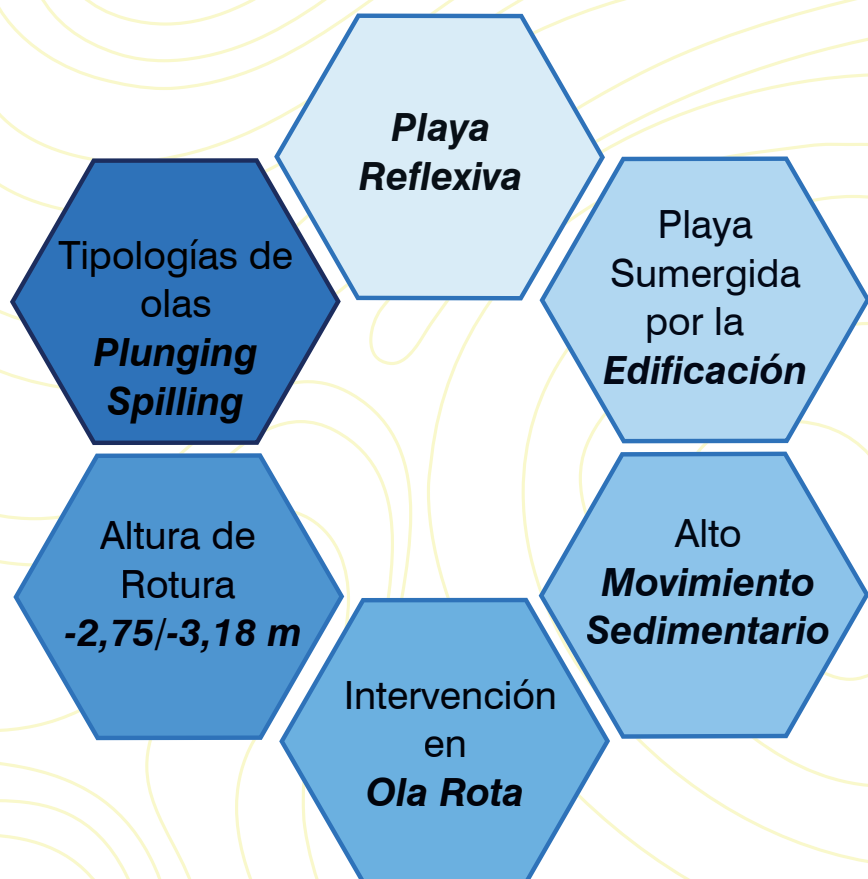 Playa
Reflexiva
Playa
Sumergida
por la
Edificación
Alto
Movimiento
Sedimentario
Intervención
en
Ola Rota
Altura de
Rotura
-2,75/-3,18 m
Tipologías de
olas
Plunging
Spilling